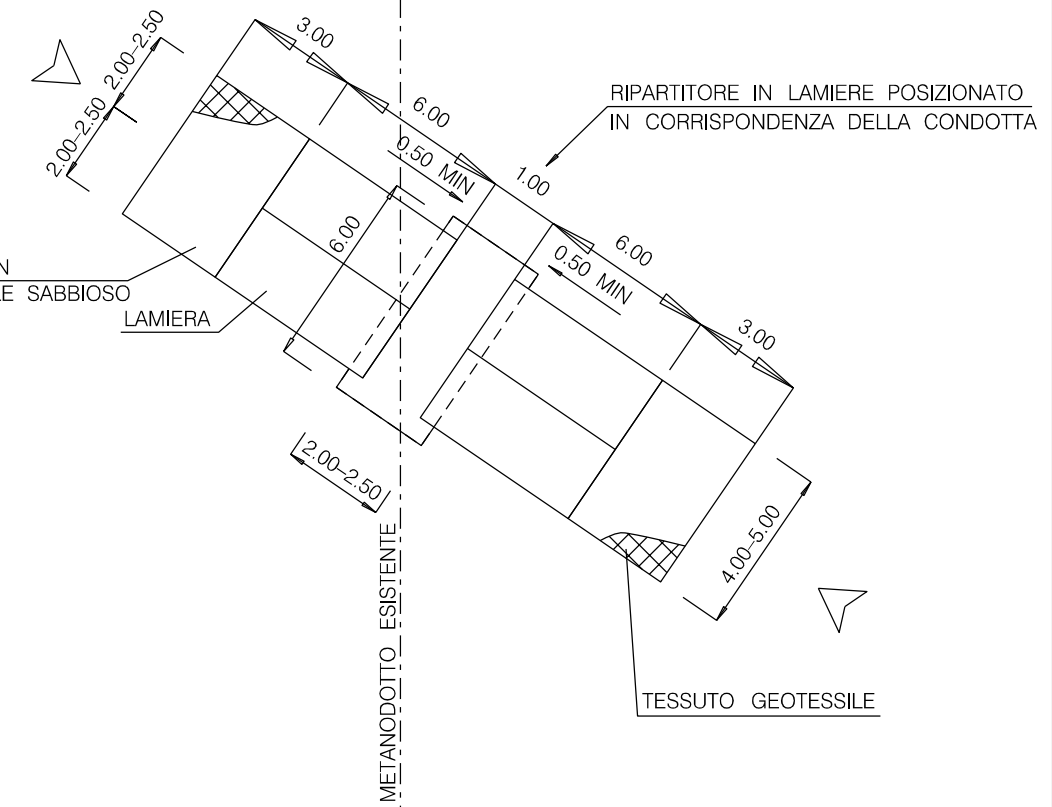 3.00
2.00-2.50
2.00-2.50
6.00
0.50 MIN
1.00
RIPARTITORE IN LAMIERE POSIZIONATO
IN CORRISPONDENZA DELLA CONDOTTA
6.00
6.00
0.50 MIN
3.00
N
E SABBIOSO
LAMIERA
2.00-2.50
METANODOTTO ESISTENTE
4.00-5.00
TESSUTO GEOTESSILE